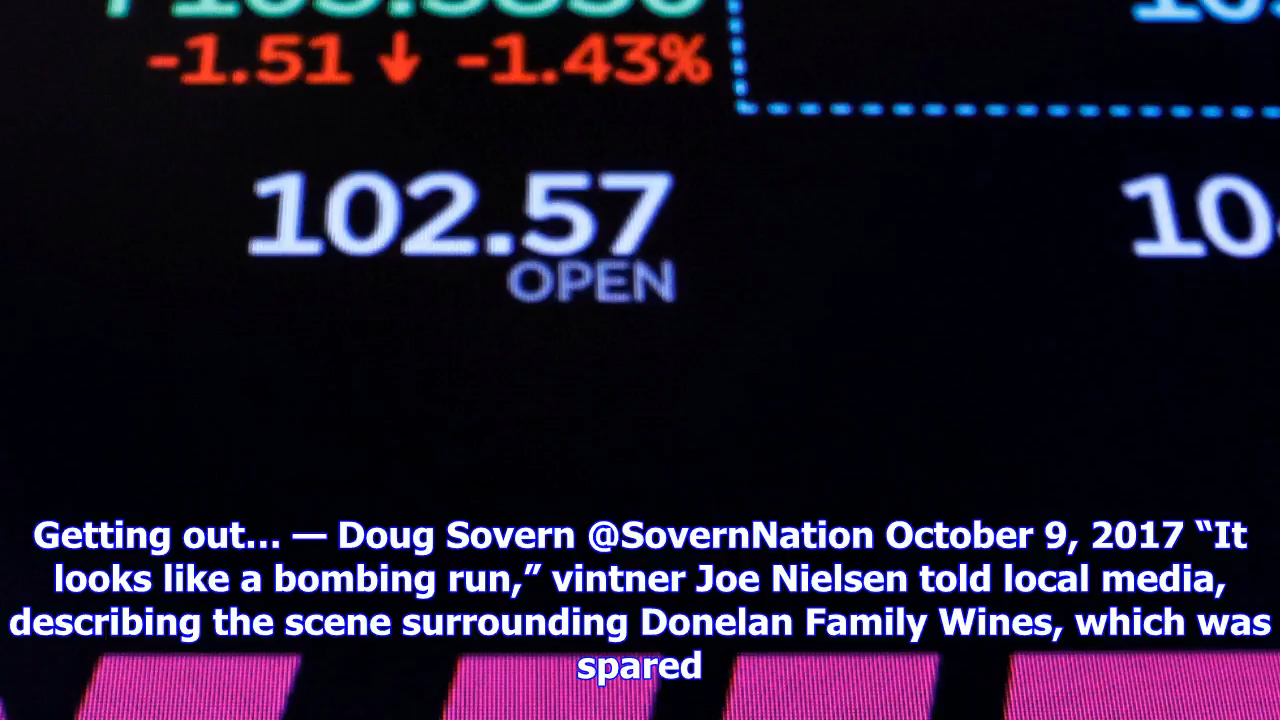 -1.51 ↓ -1.43%
102.57
OPEN
Getting out... — Doug Sovern @SovernNation October 9, 2017 “It
looks like a bombing run,” vintner Joe Nielsen told local media,
describing the scene surrounding Donelan Family Wines, which was
spared